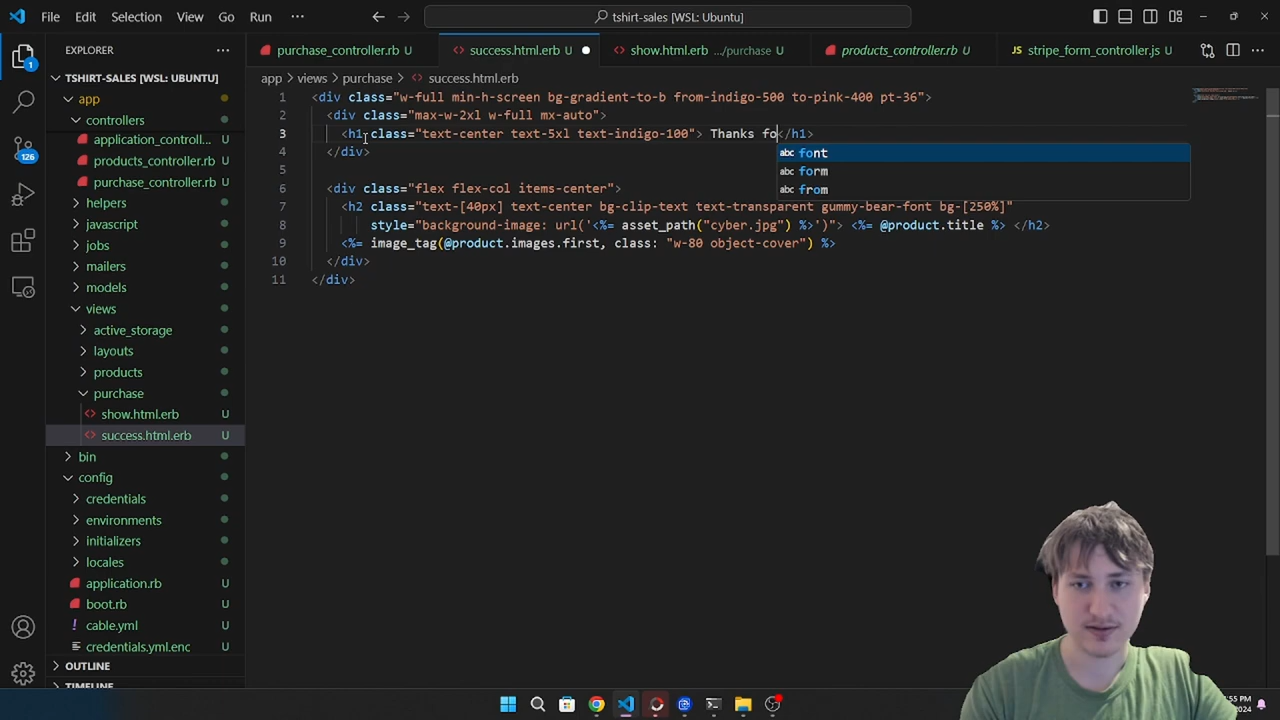 File Edit Selection View Go Run ··· tshirt-sales [WSL: Ubuntu]
EXPLORER
purchase_controller.rb U
success.html.erb U
show.html.erb .../purchase U
products_controller.rb U
JS stripe_form_controller.js U
TSHIRT-SALES [WSL: UBUNTU]
app > views > purchase > <> success.html.erb
app
application_controll...
products_controller.rb U
purchase_controller.rb U
helpers
javascript
jobs
mailers
models
views
active_storage
layouts
products
purchase
show.html.erb U
success.html.erb U
bin
config
credentials
environments
initializers
locales
application.rb U
boot.rb U
! cable.yml U
credentials.yml.enc U
OUTLINE
TIMELINE
1
126
1 <div class="w-full min-h-screen bg-gradient-to-b from-indigo-500 to-pink-400 pt-36">
2 <div class="max-w-2xl w-full mx-auto">
3 <h1 class="text-center text-5xl text-indigo-100"> Thanks fo</h1>
abc font
abc form
abc from
4 </div>
5
6 <div class="flex flex-col items-center">
7 <h2 class="text-[40px] text-center bg-clip-text text-transparent gummy-bear-font bg-[250%]"
8 style="background-image: url('<%= asset_path("cyber.jpg") %>')"> <%= @product.title %> </h2>
9 <%= image_tag(@product.images.first, class: "w-80 object-cover") %>
10 </div>
11 </div>